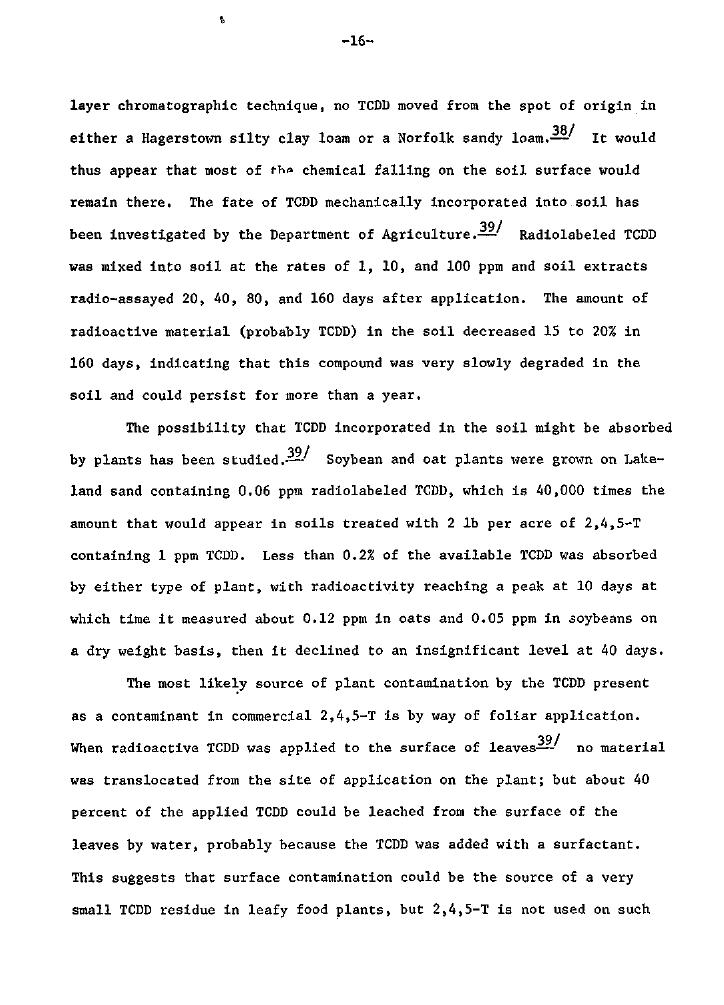 -16-
layer chromatographic technique, no TCDD moved from the spot of origin in
either a Hagerstown silty clay loam or a Norfolk sandy loam.38/ It would
thus appear that most of the chemical falling on the soil surface would
remain there. The fate of TCDD mechanically incorporated into soil has
been investigated by the Department of Agriculture.39/ Radiolabeled TCDD
was mixed into soil at the rates of 1, 10, and 100 ppm and soil extracts
radio-assayed 20, 40, 80, and 160 days after application. The amount of
radioactive material (probably TCDD) in the soil decreased 15 to 20% in
160 days, indicating that this compound was very slowly degraded in the
soil and could persist for more than a year.
The possibility that TCDD incorporated in the soil might be absorbed
by plants has been studied.39/ Soybean and oat plants were grown on Lake-
land sand containing 0.06 ppm radiolabeled TCDD, which is 40,000 times the
amount that would appear in soils treated with 2 lb per acre of 2,4,5-T
containing 1 ppm TCDD. Less than 0.2% of the available TCDD was absorbed
by either type of plant, with radioactivity reaching a peak at 10 days at
which time it measured about 0.12 ppm in oats and 0.05 ppm in soybeans on
a dry weight basis, then it declined to an insignificant level at 40 days.
The most likely source of plant contamination by the TCDD present
as a contaminant in commercial 2,4,5-T is by way of foliar application.
When radioactive TCDD was applied to the surface of leaves39/ no material
was translocated from the site of application on the plant; but about 40
percent of the applied TCDD could be leached from the surface of the
leaves by water, probably because the TCDD was added with a surfactant.
This suggests that surface contamination could be the source of a very
small TCDD residue in leafy food plants, but 2,4,5-T is not used on such